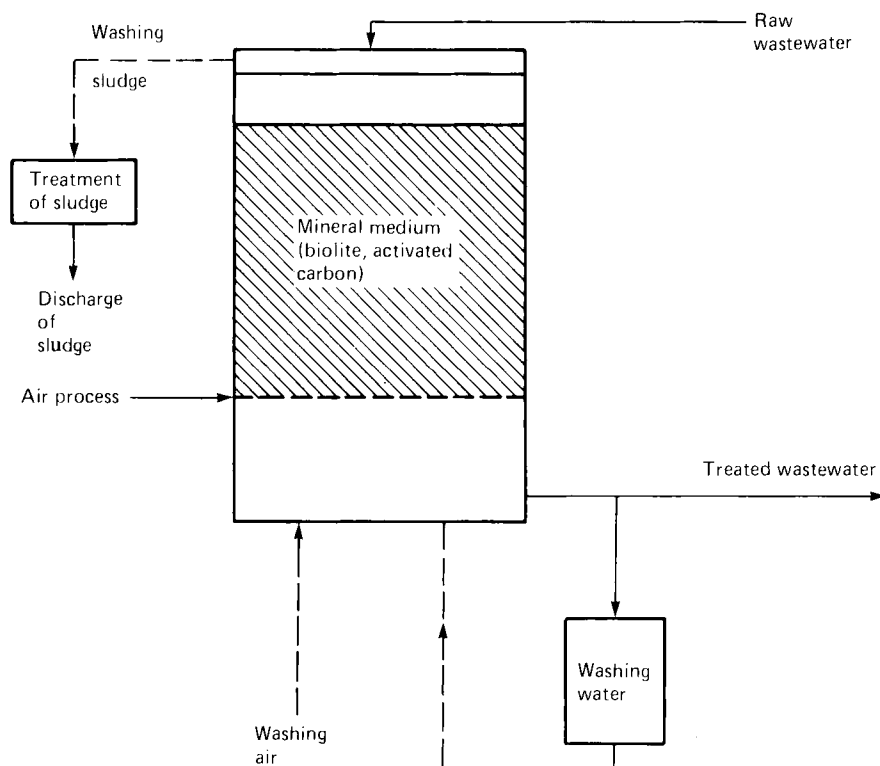 Washing
sludge
Raw
wastewater
Treatment
of sludge
Mineral medium
(biolite, activated
carbon)
Discharge
of
sludge
Air process
Treated wastewater
Washing
water
Washing
air